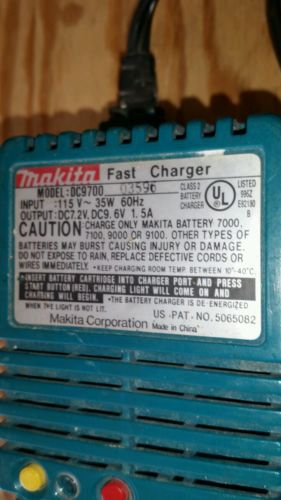 makita Fast Charger
MODEL:DC9700 03596
INPUT :115V~ 35W 60Hz
OUTPUT:DC7.2V, DC9.6V 1.5A
CLASS 2
BATTERY
CHARGER
UL
LISTED
996Z
E92180
B
CAUTION CHARGE ONLY MAKITA BATTERY 7000,
7100, 9000 OR 9100. OTHER TYPES OF
BATTERIES MAY BURST CAUSING INJURY OR DAMAGE.
DO NOT EXPOSE TO RAIN, REPLACE DEFECTIVE CORDS or
WIRES IMMEDIATELY. •KEEP CHARGING ROOM TEMP. BETWEEN 10°-40°C.
•INSERT BATTERY CARTRIDGE INTO CHARGER PORT AND PRESS
START BUTTON (RED). CHARGING LIGHT WILL COME ON AND
•THE BATTERY CHARGER IS DE-ENERGIZED
WHEN THE LIGHT IS NOT LIT.
US. PAT. NO. 5065082
Makita Corporation Made in China